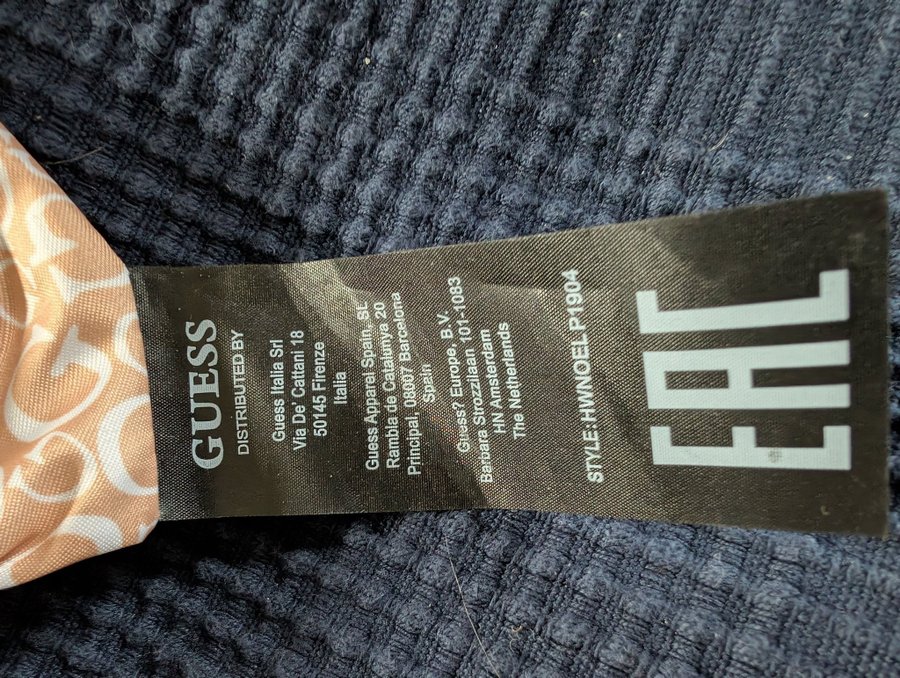 GUESS
DISTRIBUTED BY
Guess Italia Srl
Via De' Cattani 18
50145 Firenze
Italia
Guess Apparel Spain, SL
Rambla de Catalunya 20
Principal, 08007 Barcelona
Spain
Guess? Europe, B.V.
Barbara Strozzilaan 101-1083
HN Amsterdam
The Netherlands
STYLE:HWNOEL P1904
EAC